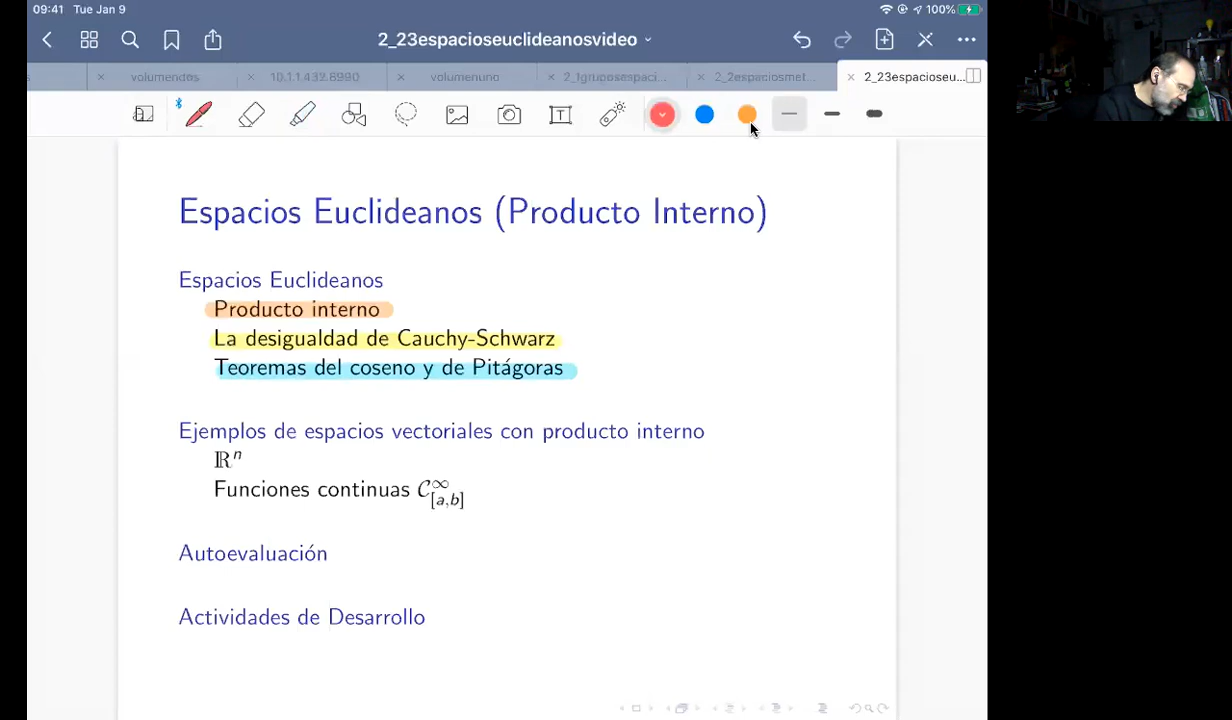 09:41 Tue Jan 9
100%
2_23espacioseuclideanosvideo
volumendos
10.1.1.432.8990
volumenuno
2_1gruposespaci...
2_2espaciosmet...
2_23espacioseu...
Espacios Euclideanos (Producto Interno)
Espacios Euclideanos
Producto interno
La desigualdad de Cauchy-Schwarz
Teoremas del coseno y de Pitágoras
Ejemplos de espacios vectoriales con producto interno
ℝⁿ
Funciones continuas 𝒞^∞_[a,b]
Autoevaluación
Actividades de Desarrollo